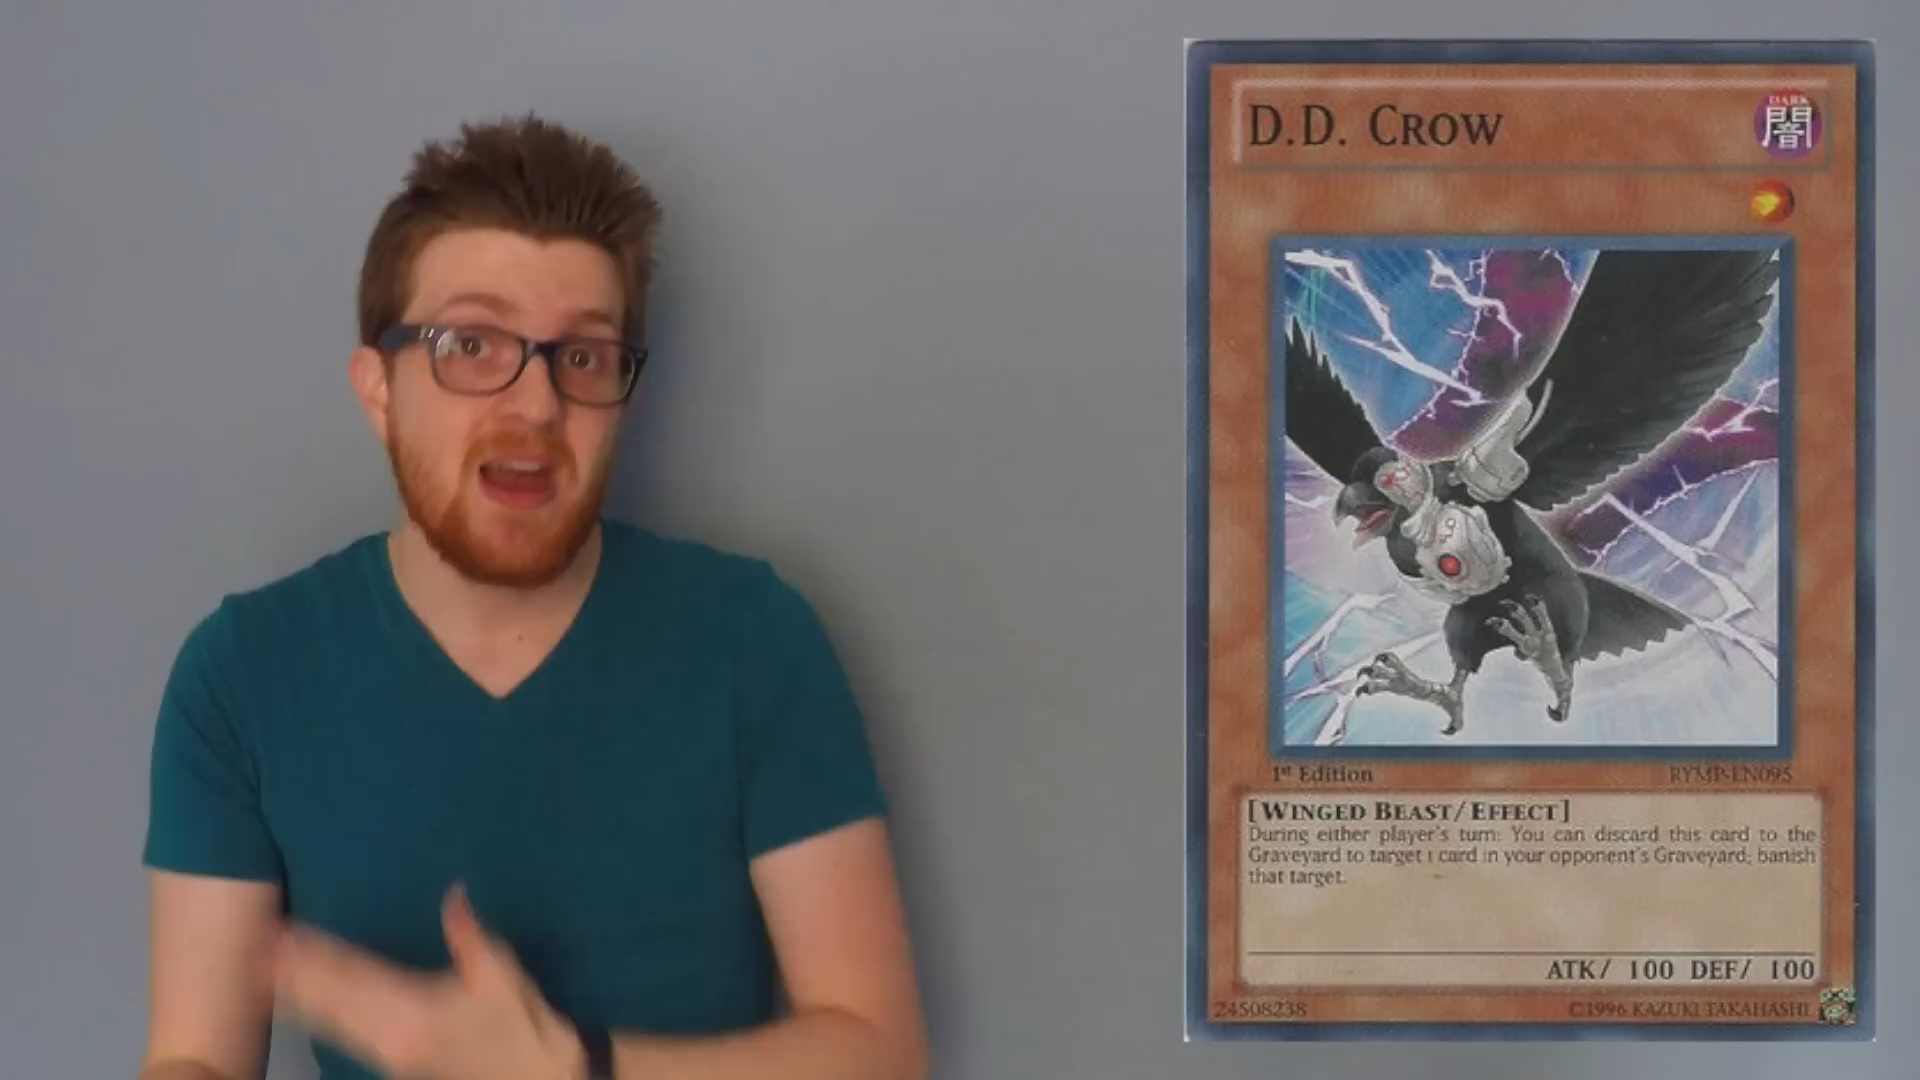 D.D. CROW
DARK
闇
1st Edition
RYMP-EN095
[WINGED BEAST/EFFECT]
During either player's turn: You can discard this card to the
Graveyard to target 1 card in your opponent's Graveyard; banish
that target.
ATK/ 100 DEF/ 100
24508238
©1996 KAZUKI TAKAHASHI